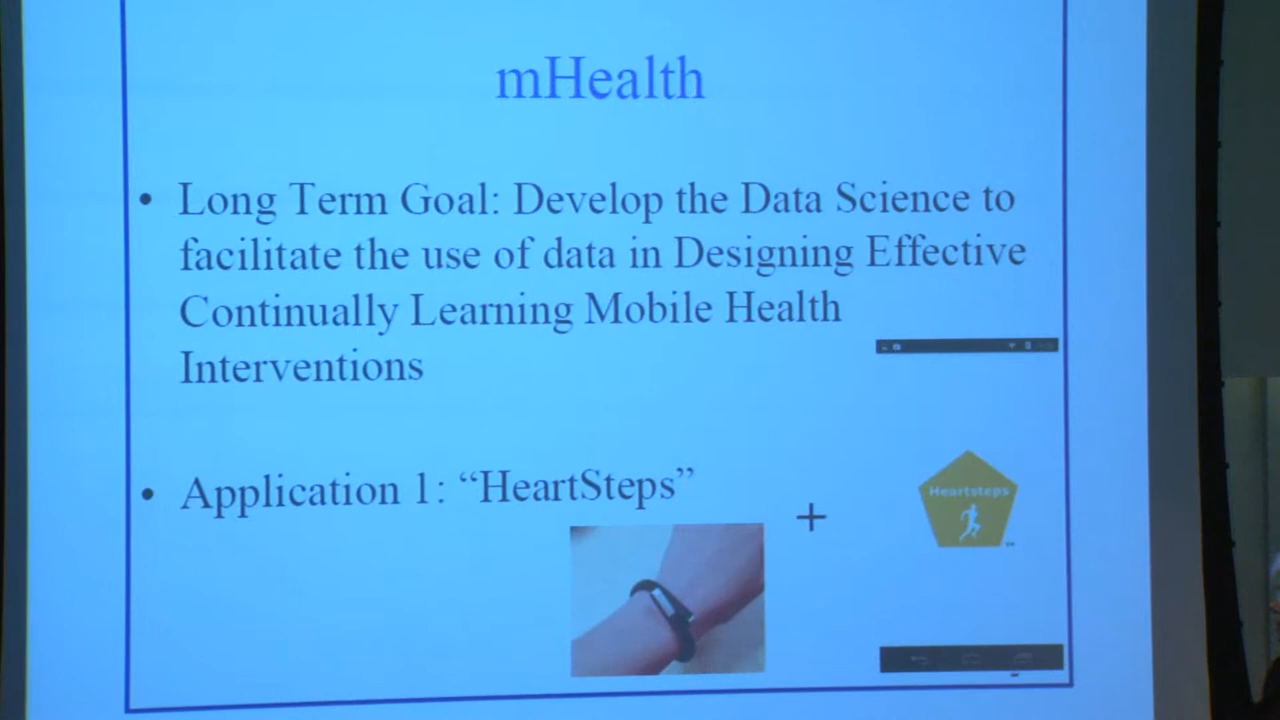 mHealth
• Long Term Goal: Develop the Data Science to
facilitate the use of data in Designing Effective
Continually Learning Mobile Health
Interventions
• Application 1: “HeartSteps”
+
Heartsteps